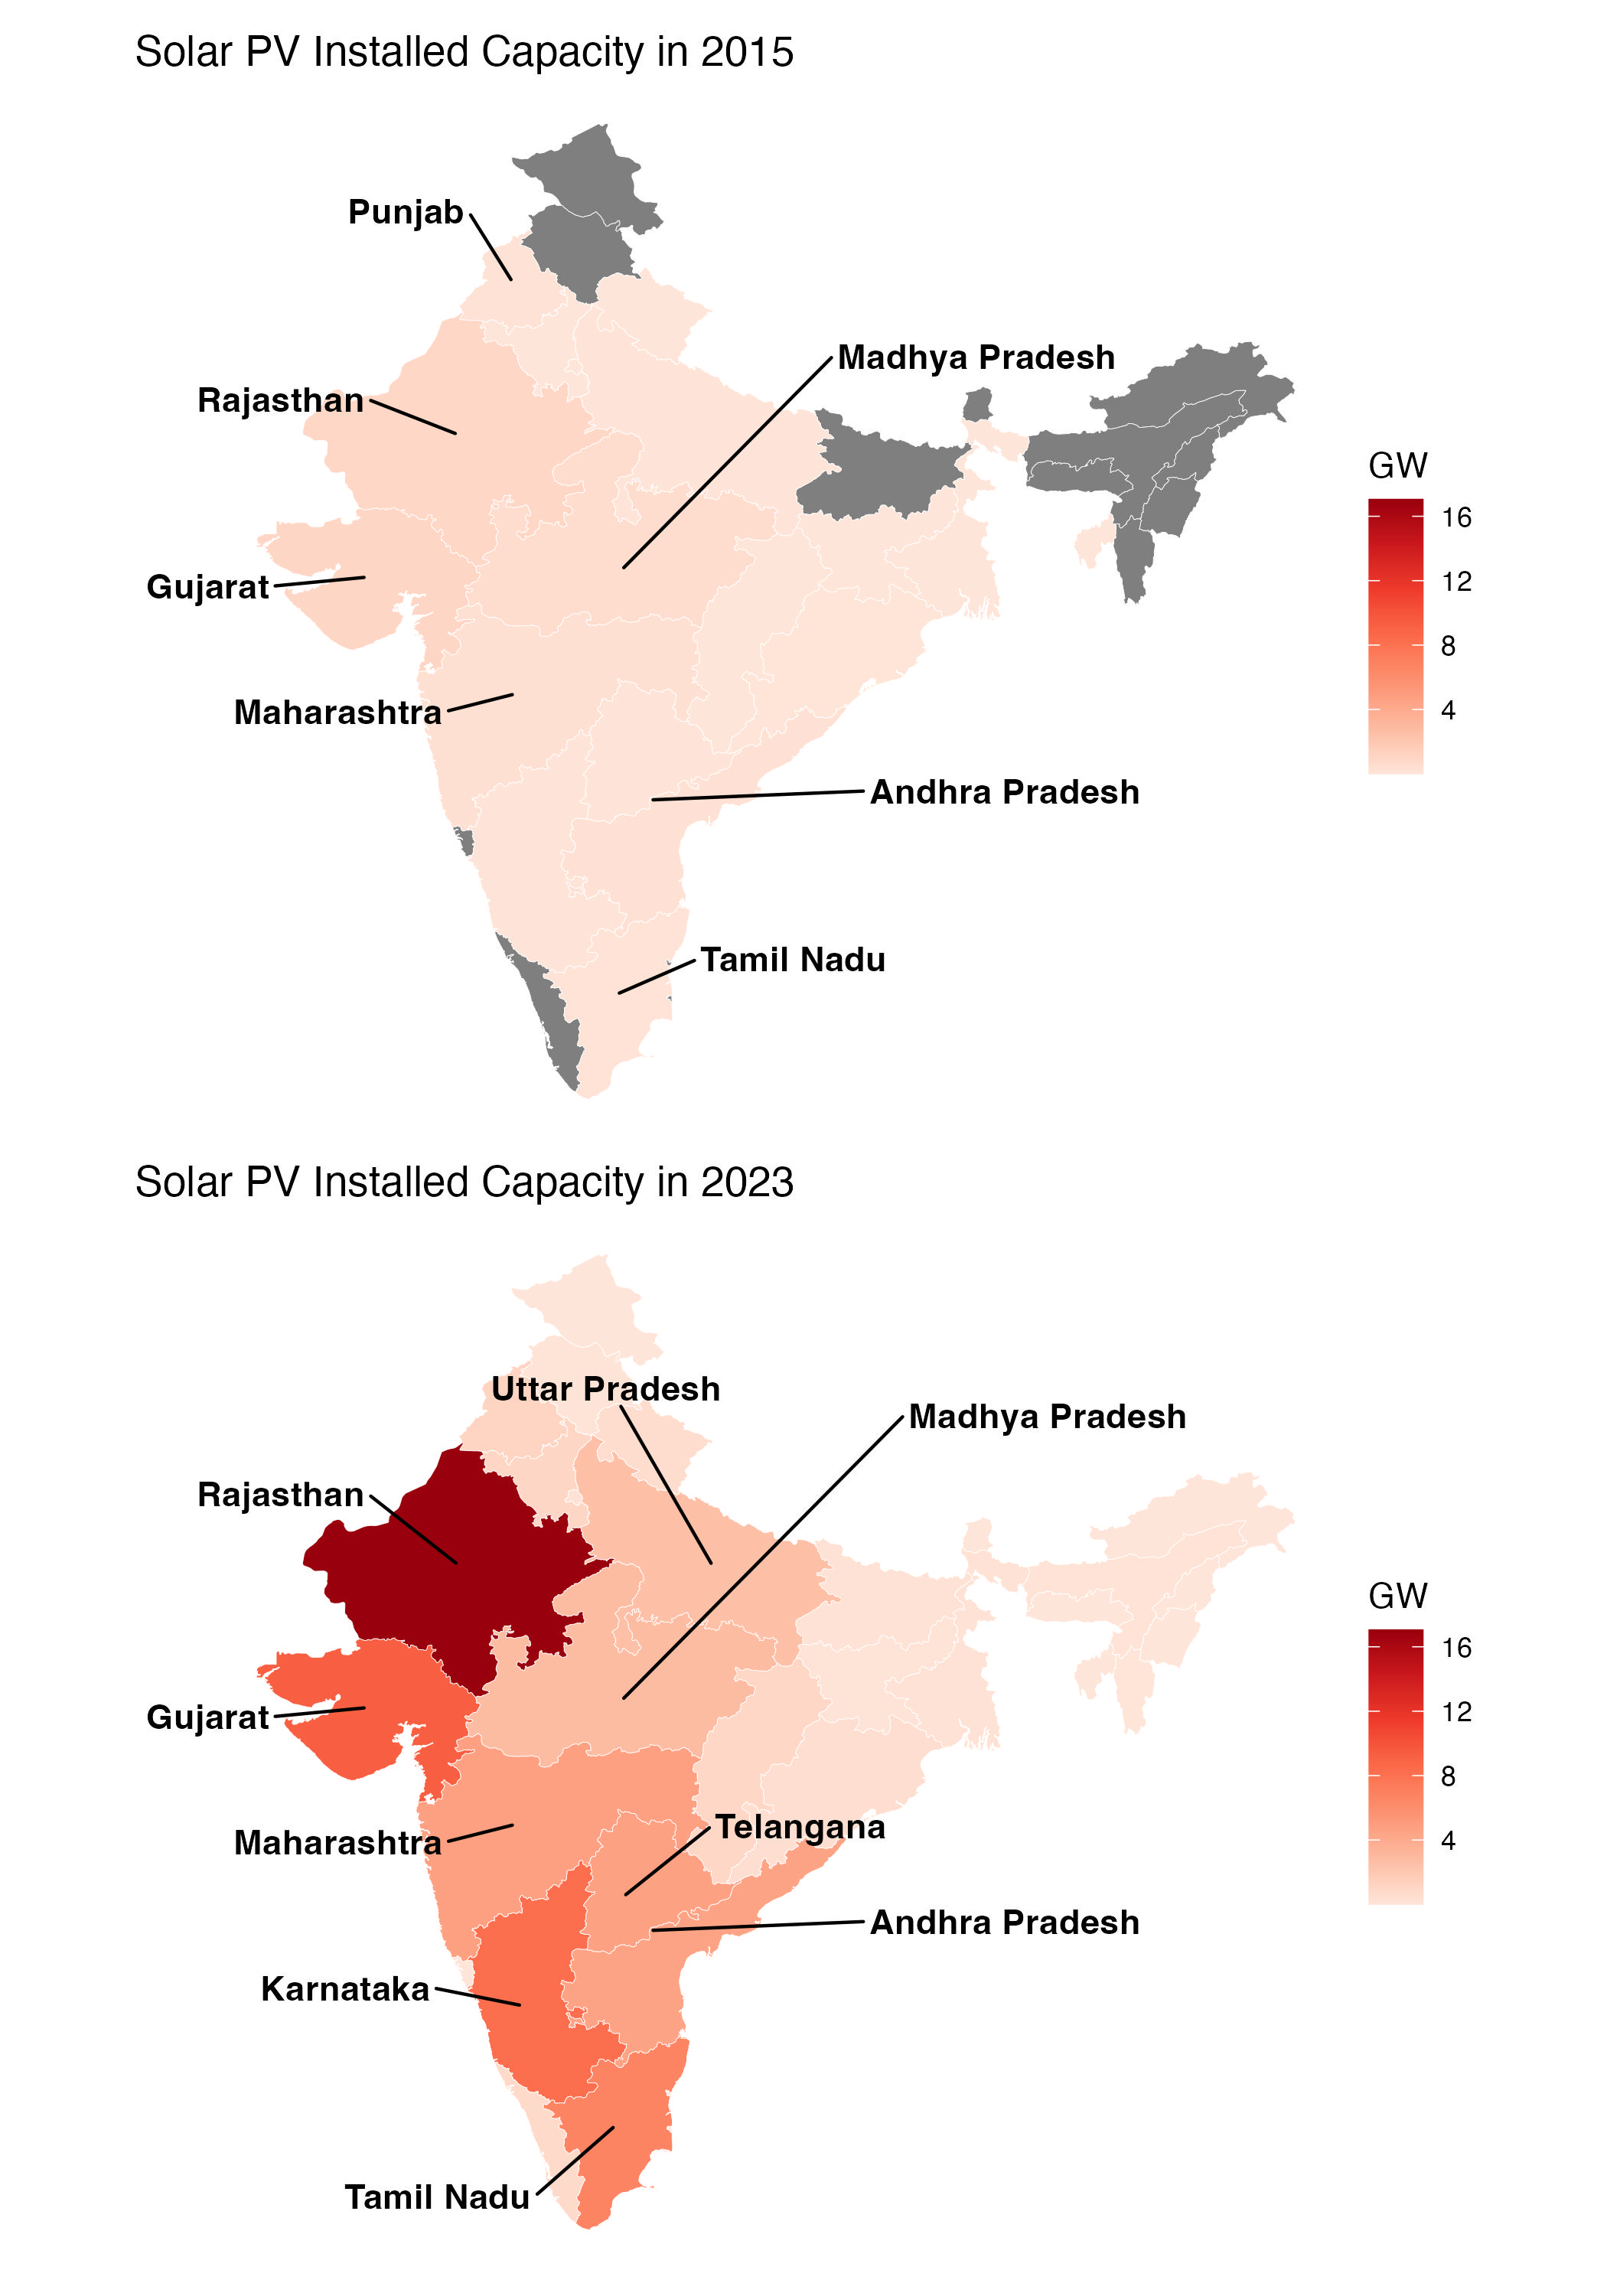 Solar PV Installed Capacity in 2015
Punjab
Madhya Pradesh
Rajasthan
GW
16
12
8
4
Gujarat
Maharashtra
Andhra Pradesh
Tamil Nadu
Solar PV Installed Capacity in 2023
Uttar Pradesh
Madhya Pradesh
Rajasthan
GW
16
12
8
4
Gujarat
Telangana
Maharashtra
Andhra Pradesh
Karnataka
Tamil Nadu